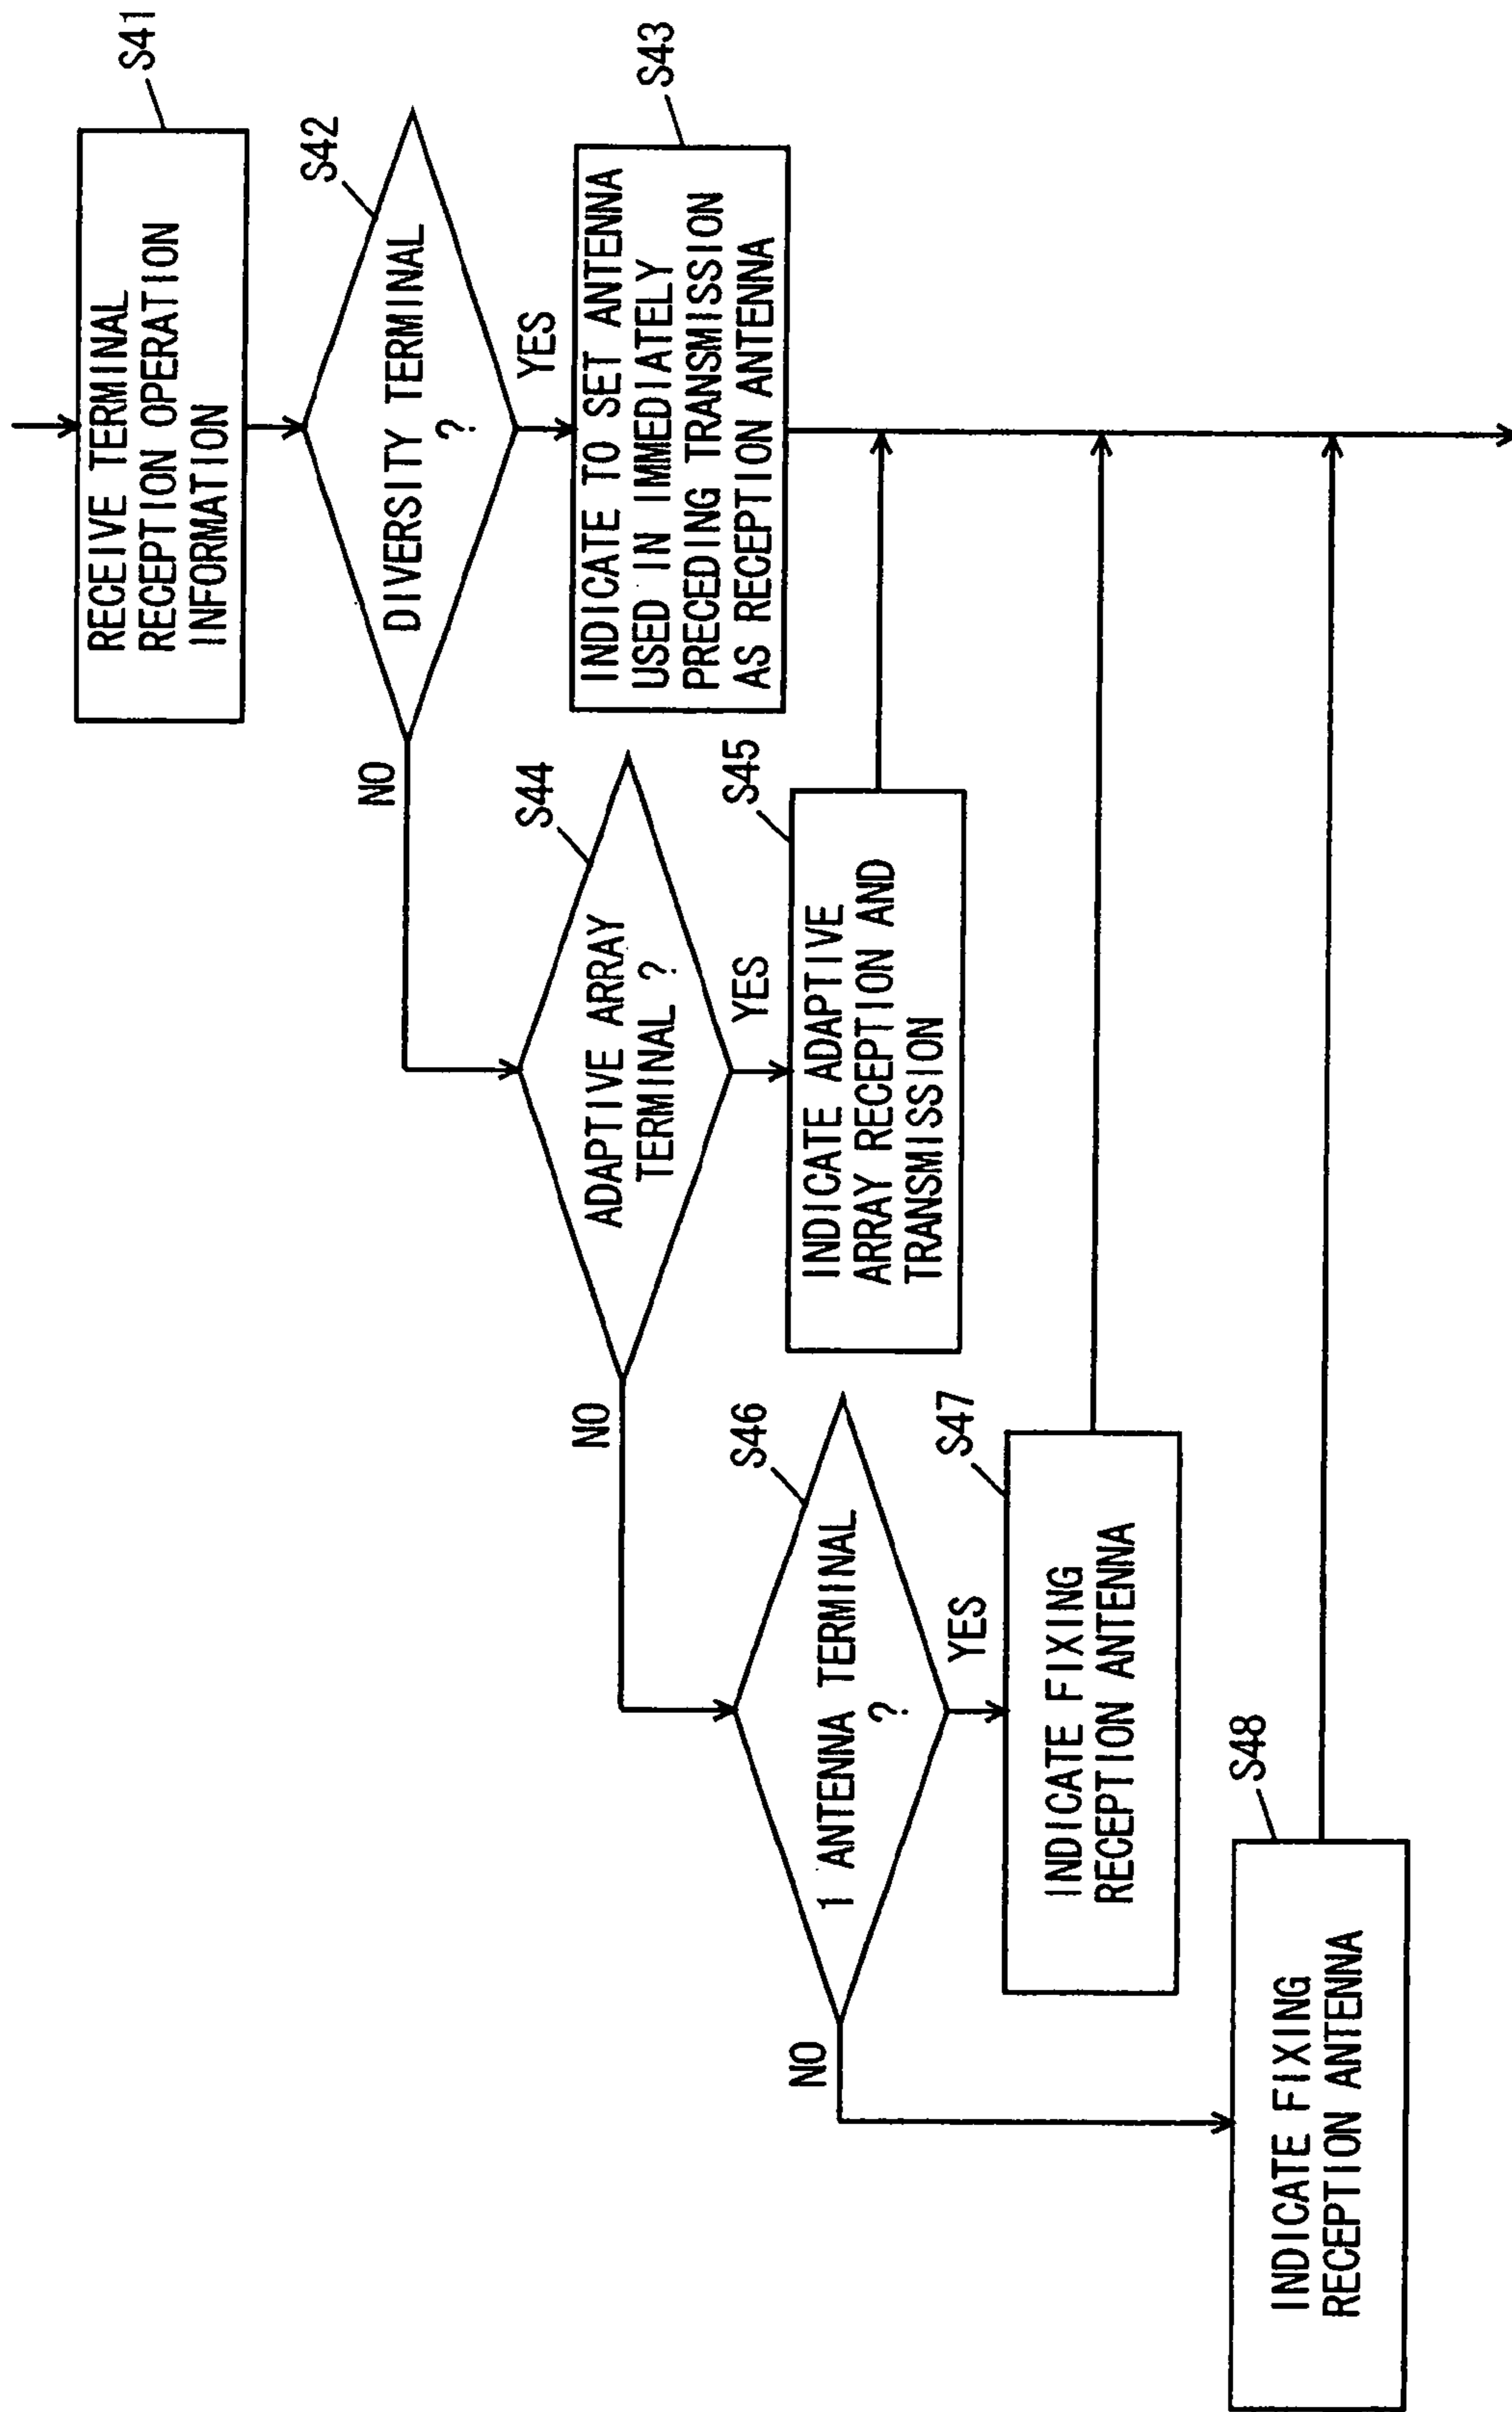 S41
RECEIVE TERMINAL
RECEPTION OPERATION
INFORMATION
S42
DIVERSITY TERMINAL
?
NO
YES
S43
INDICATE TO SET ANTENNA
USED IN IMMEDIATELY
PRECEDING TRANSMISSION
AS RECEPTION ANTENNA
S44
ADAPTIVE ARRAY
TERMINAL ?
NO
YES
S45
INDICATE ADAPTIVE
ARRAY RECEPTION AND
TRANSMISSION
S46
1 ANTENNA TERMINAL
?
NO
YES
S47
INDICATE FIXING
RECEPTION ANTENNA
S48
INDICATE FIXING
RECEPTION ANTENNA